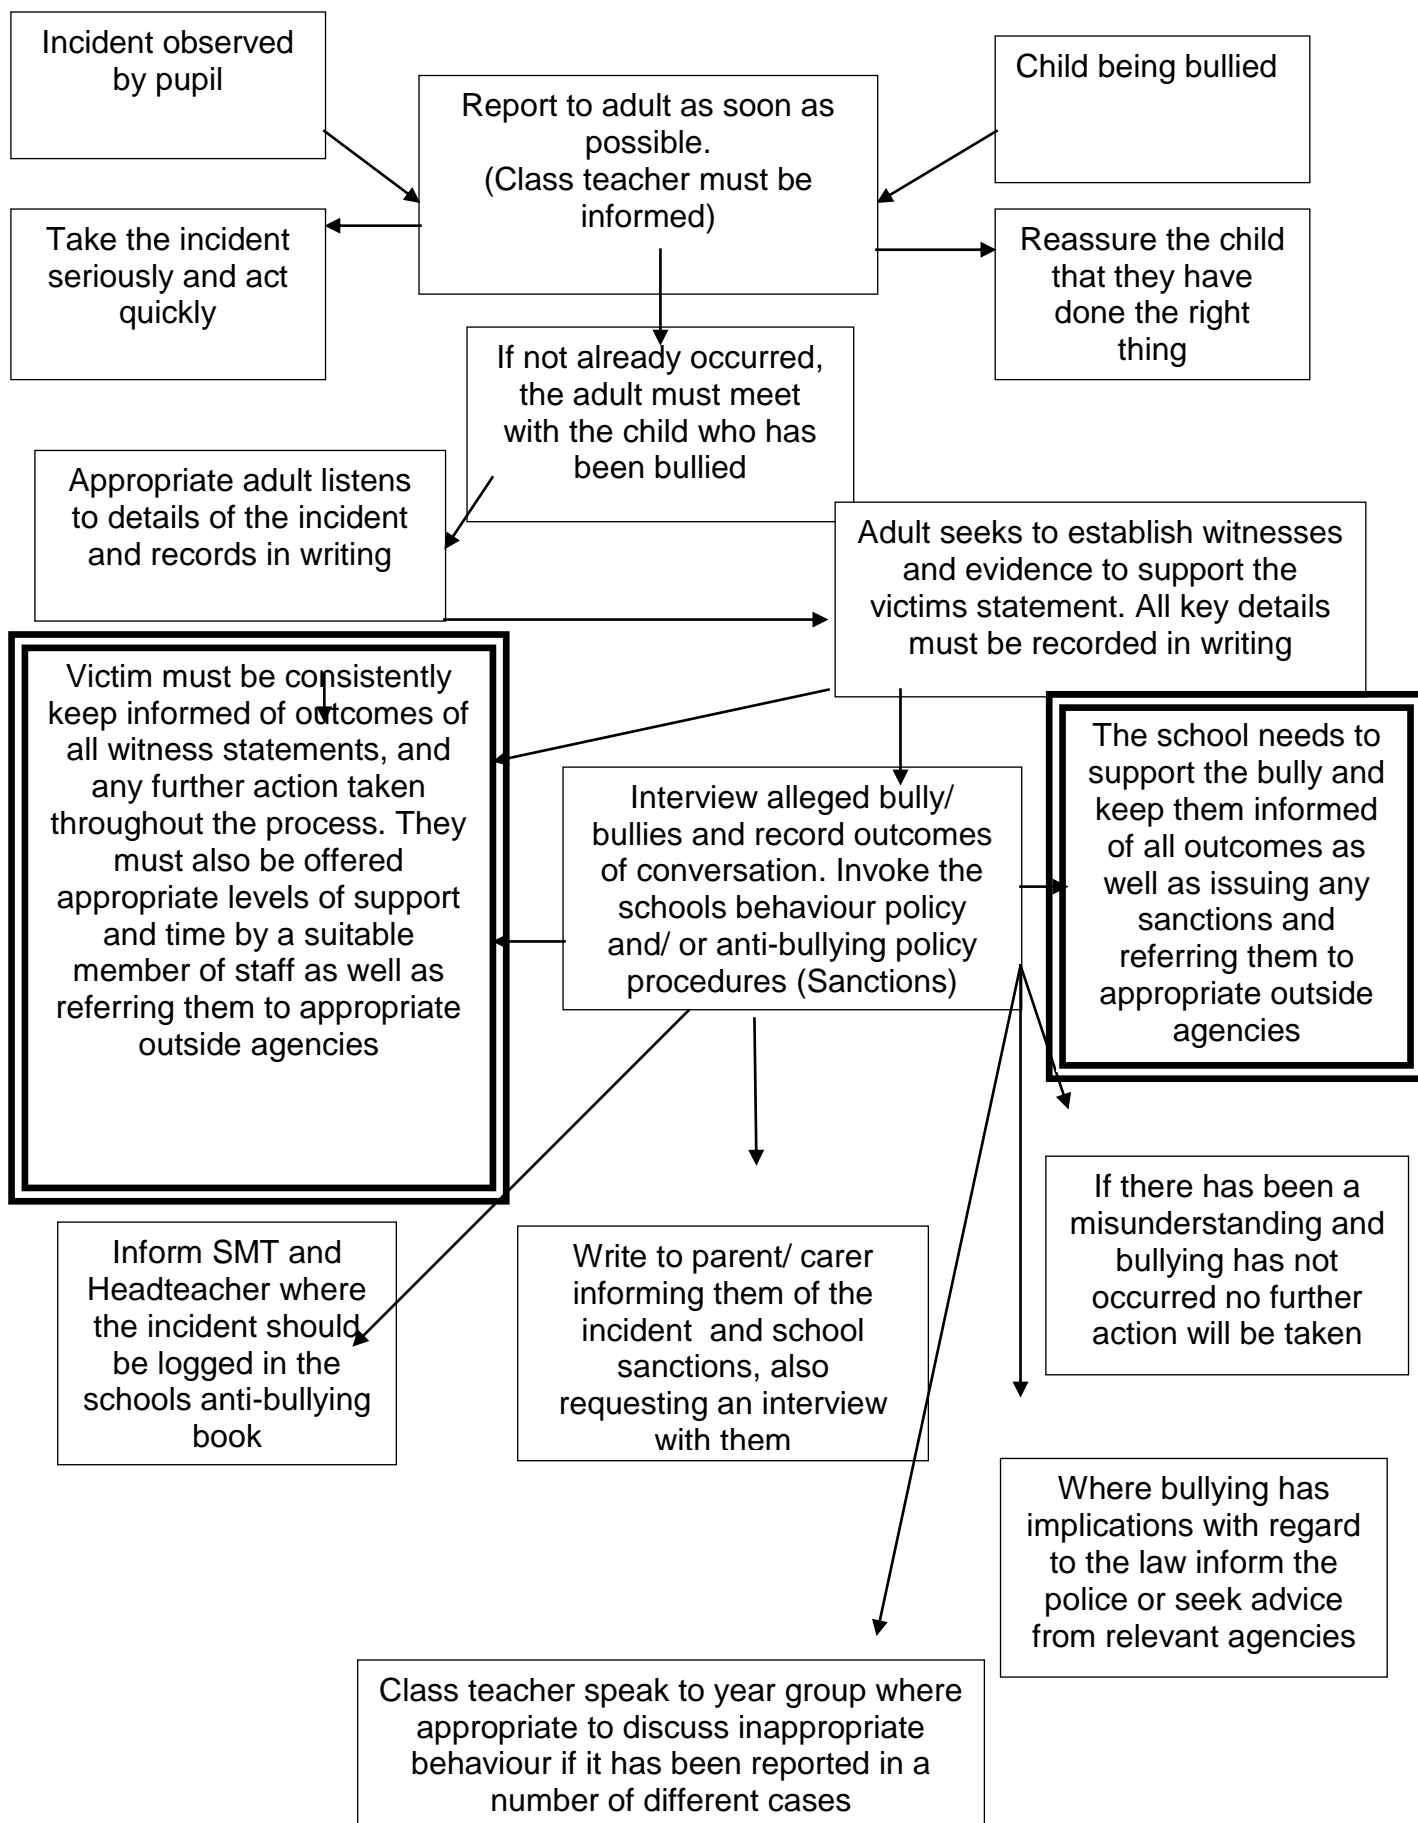 Incident observed
by pupil
Child being bullied
Report to adult as soon as
possible.
(Class teacher must be
informed)
Take the incident
seriously and act
quickly
Reassure the child
that they have
done the right
thing
If not already occurred,
the adult must meet
with the child who has
been bullied
Appropriate adult listens
to details of the incident
and records in writing
Adult seeks to establish witnesses
and evidence to support the
victims statement. All key details
must be recorded in writing
Victim must be consistently
keep informed of outcomes of
all witness statements, and
any further action taken
throughout the process. They
must also be offered
appropriate levels of support
and time by a suitable
member of staff as well as
referring them to appropriate
outside agencies
Interview alleged bully/
bullies and record outcomes
of conversation. Invoke the
schools behaviour policy
and/ or anti-bullying policy
procedures (Sanctions)
The school needs to
support the bully and
keep them informed
of all outcomes as
well as issuing any
sanctions and
referring them to
appropriate outside
agencies
Inform SMT and
Headteacher where
the incident should
be logged in the
schools anti-bullying
book
Write to parent/ carer
informing them of the
incident  and school
sanctions, also
requesting an interview
with them
If there has been a
misunderstanding and
bullying has not
occurred no further
action will be taken
Where bullying has
implications with regard
to the law inform the
police or seek advice
from relevant agencies
Class teacher speak to year group where
appropriate to discuss inappropriate
behaviour if it has been reported in a
number of different cases